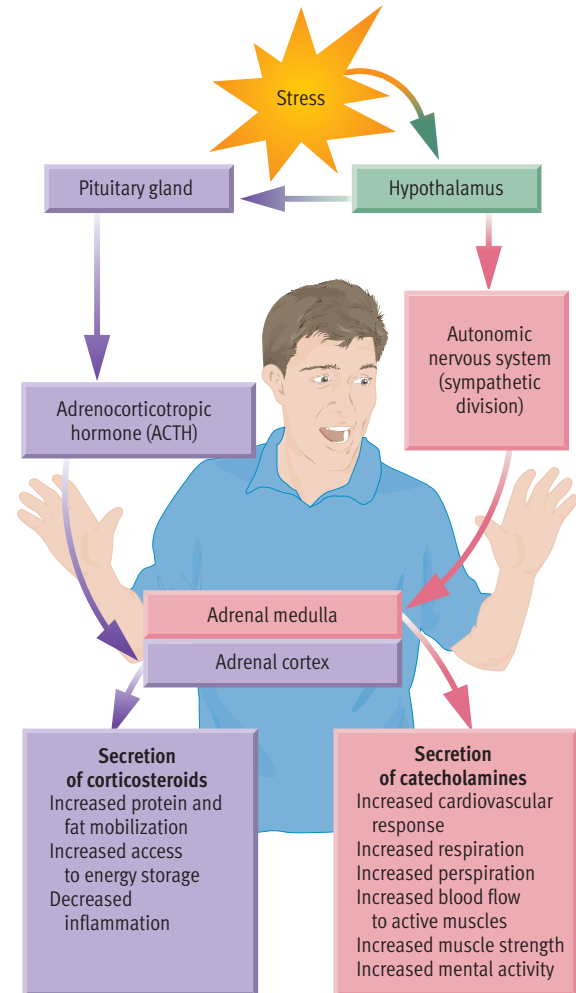 Stress
Pituitary gland
Hypothalamus
Autonomic
nervous system
(sympathetic
division)
Adrenocorticotropic
hormone (ACTH)
Adrenal medulla
Adrenal cortex
Secretion
of corticosteroids
Increased protein and
fat mobilization
Increased access
to energy storage
Decreased
inflammation
Secretion
of catecholamines
Increased cardiovascular
response
Increased respiration
Increased perspiration
Increased blood flow
to active muscles
Increased muscle strength
Increased mental activity